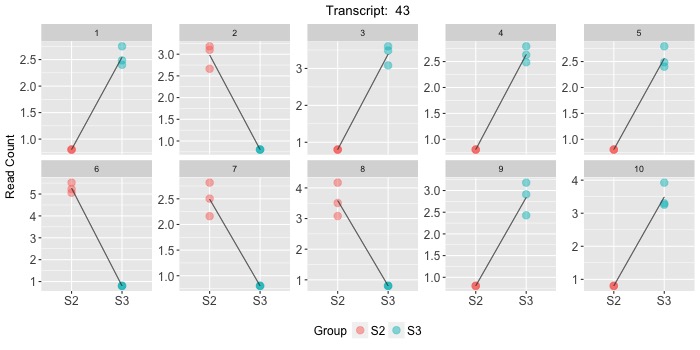 Transcript: 43
1 2 3 4 5
2.5 3.0 3 2.5 2.5
2.0 2.5 2.0 2.0
2.0 2
1.5 1.5 1.5 1.5
1.0 1.0 1 1.0 1.0
Read Count
6 7 8 9 10
5 2.5 4 3.0 4
4 2.0 3 2.5 3
3 2.0
2 1.5 2 1.5 2
1 1.0 1 1.0 1
S2 S3 S2 S3 S2 S3 S2 S3 S2 S3
Group S2 S3